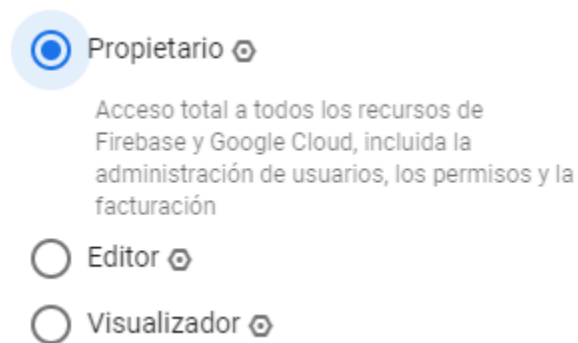 Propietario
Acceso total a todos los recursos de
Firebase y Google Cloud, incluida la
administración de usuarios, los permisos y la
facturación
Editor
Visualizador